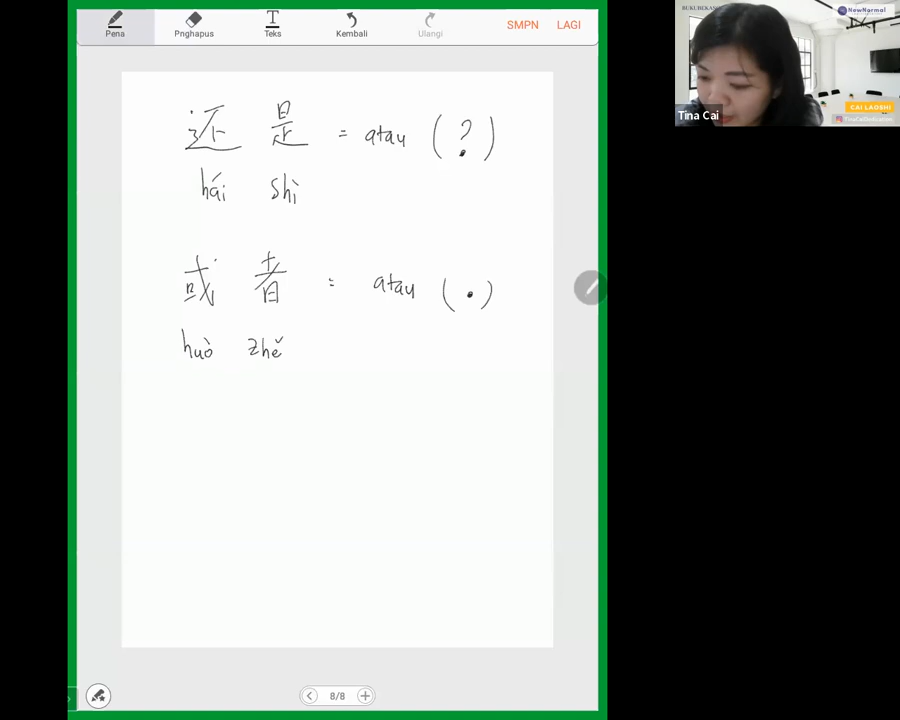 Pena Pnghapus Teks Kembali Ulangi SMPN LAGI
还 是 = atau ( ? )
hái shì
或 者 = atau ( . )
huò zhě
8/8
NewNormal
CAI LAOSHI
Tina Cai